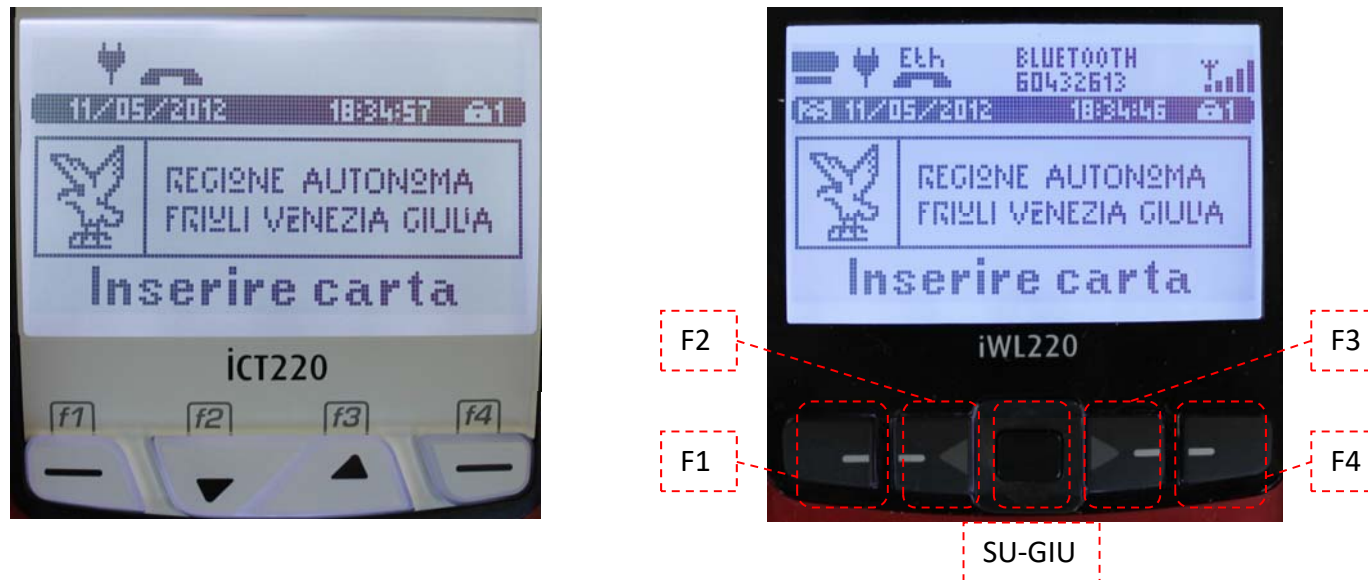 11/05/2012 18:34:57 1
REGIONE AUTONOMA
FRIULI VENEZIA GIULIA
Inserire carta
iCT220
f1 f2 f3 f4
Eth BLUETOOTH
60432613
11/05/2012 18:34:46 1
REGIONE AUTONOMA
FRIULI VENEZIA GIULIA
Inserire carta
iWL220
F2 F3
F1 F4
SU-GIU